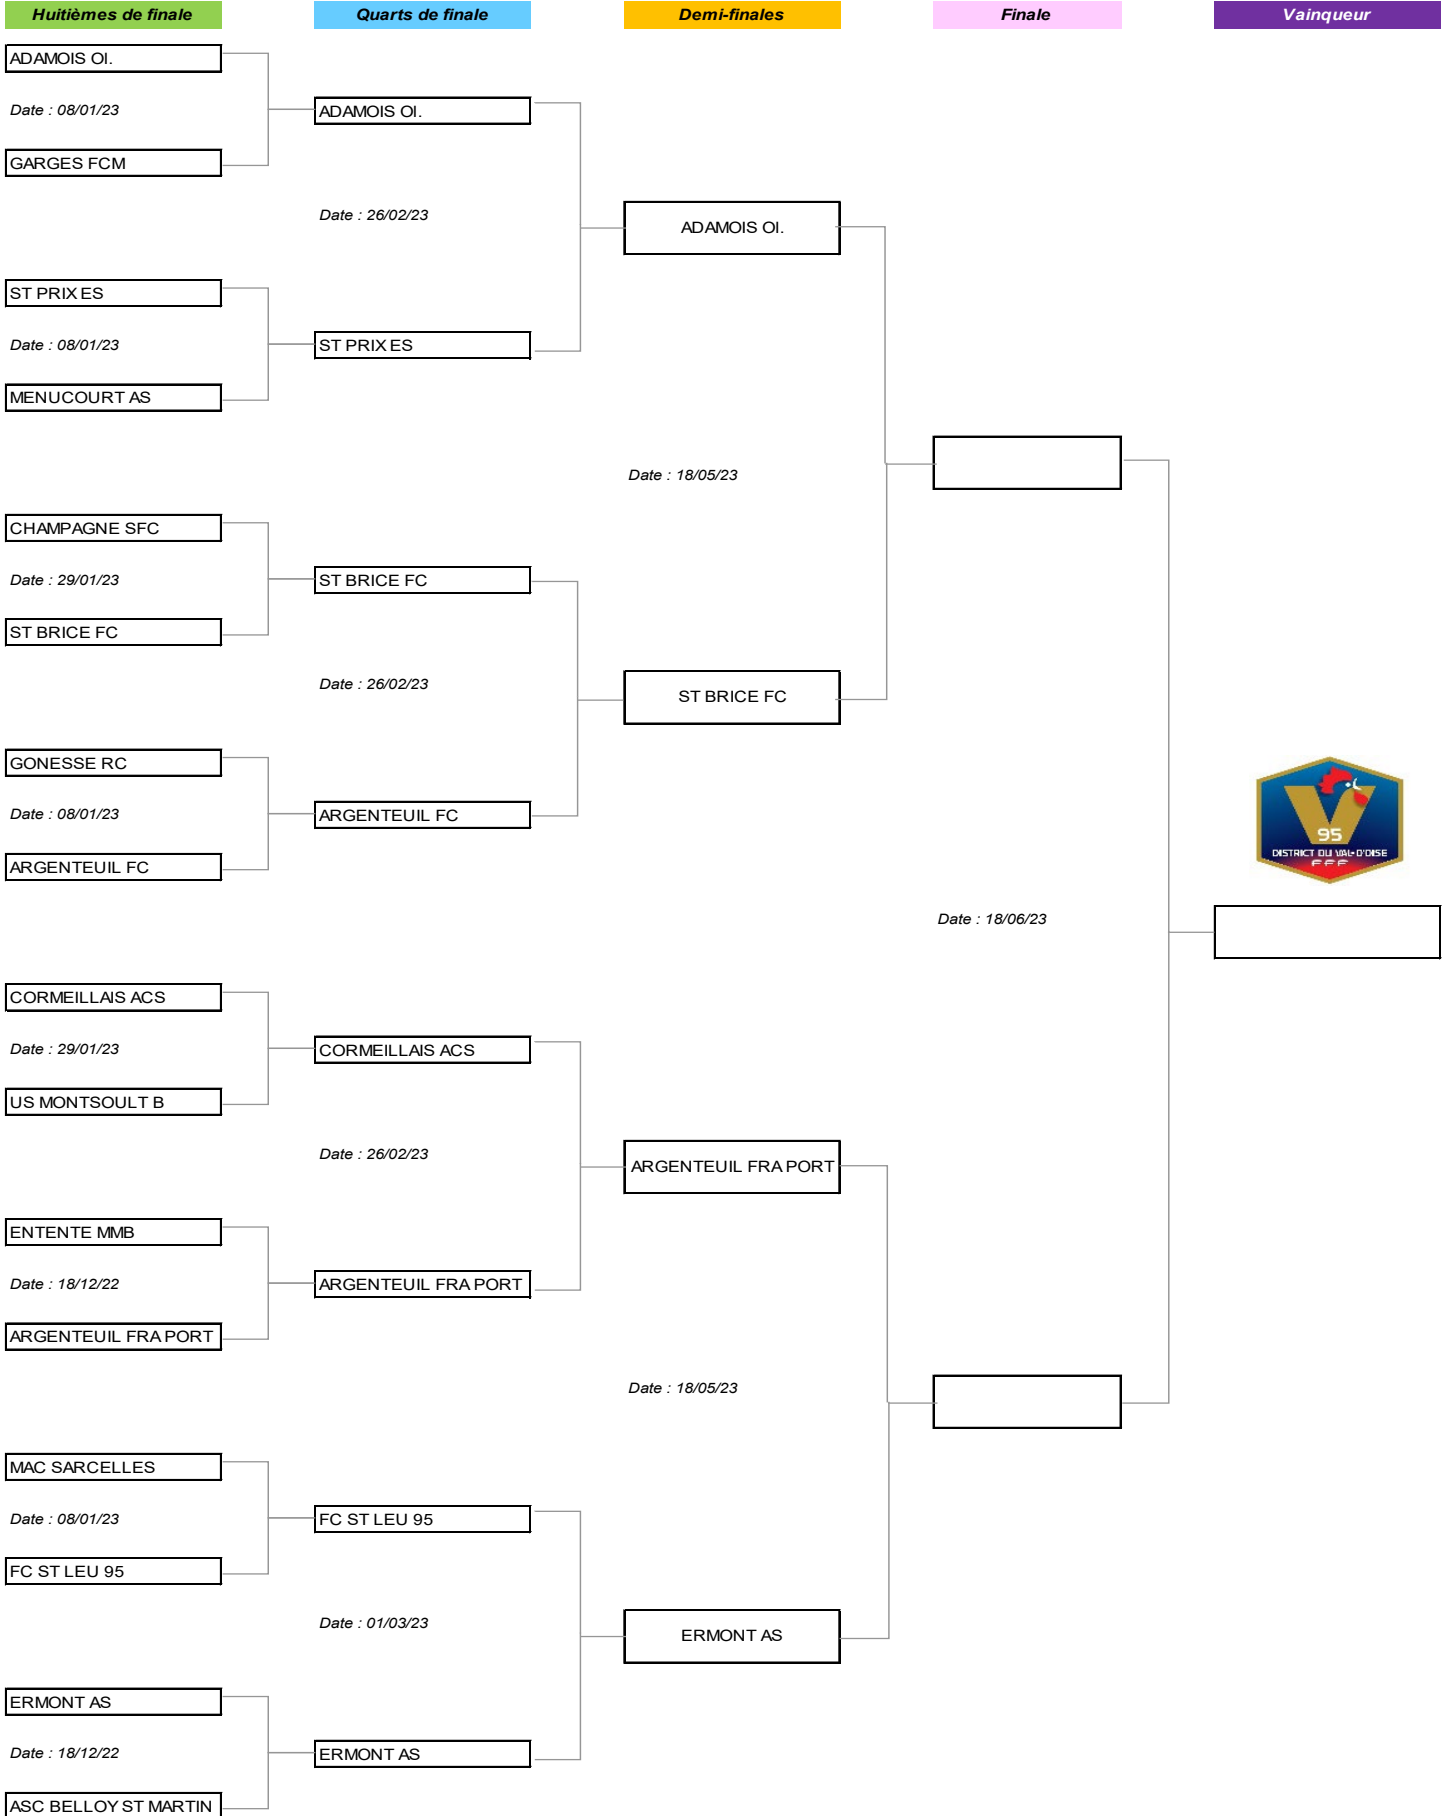 Huitièmes de finale
Quarts de finale
Demi-finales
Finale
Vainqueur
ADAMOIS Ol.
Date : 08/01/23
GARGES FCM
ADAMOIS Ol.
Date : 26/02/23
ADAMOIS Ol.
ST PRIX ES
Date : 08/01/23
MENUCOURT AS
ST PRIX ES
Date : 18/05/23
CHAMPAGNE SFC
Date : 29/01/23
ST BRICE FC
ST BRICE FC
Date : 26/02/23
ST BRICE FC
GONESSE RC
Date : 08/01/23
ARGENTEUIL FC
ARGENTEUIL FC
95
DISTRICT DU VAL-D'OISE
FFF
Date : 18/06/23
CORMEILLAIS ACS
Date : 29/01/23
US MONTSOULT B
CORMEILLAIS ACS
Date : 26/02/23
ARGENTEUIL FRA PORT
ENTENTE MMB
Date : 18/12/22
ARGENTEUIL FRA PORT
ARGENTEUIL FRA PORT
Date : 18/05/23
MAC SARCELLES
Date : 08/01/23
FC ST LEU 95
FC ST LEU 95
Date : 01/03/23
ERMONT AS
ERMONT AS
Date : 18/12/22
ASC BELLOY ST MARTIN
ERMONT AS